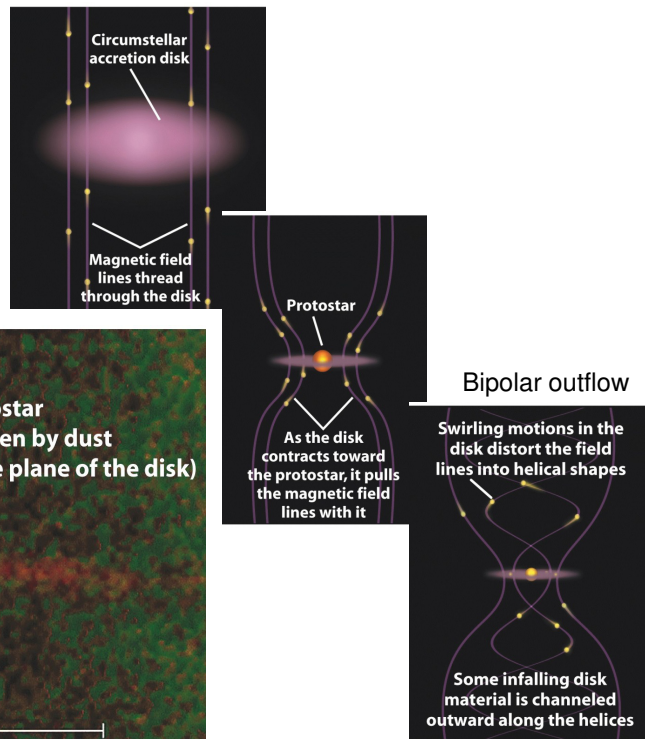 Circumstellar
accretion disk
Magnetic field
lines thread
through the disk
Protostar
As the disk
contracts toward
the protostar, it pulls
the magnetic field
lines with it
Bipolar outflow
Swirling motions in the
disk distort the field
lines into helical shapes
Some infalling disk
material is channeled
outward along the helices
ostar
en by dust
e plane of the disk)